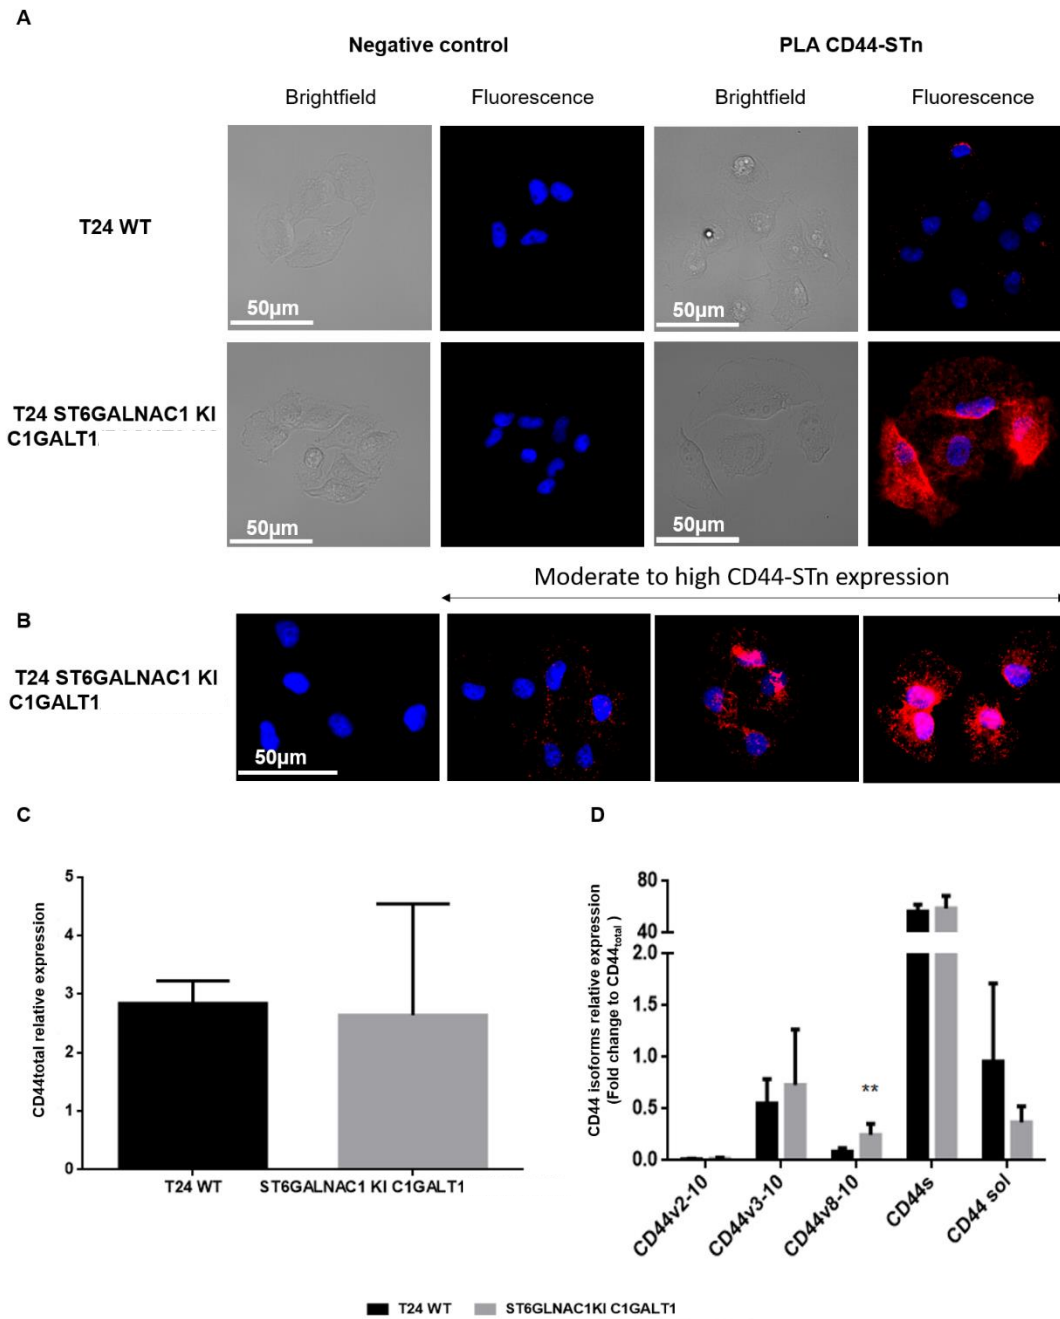 A
Negative control
PLA CD44-STn
Brightfield
Fluorescence
Brightfield
Fluorescence
T24 WT
50µm
50µm
T24 ST6GALNAC1 KI
C1GALT1
50µm
50µm
Moderate to high CD44-STn expression
B
T24 ST6GALNAC1 KI
C1GALT1
50µm
C
CD44total relative expression
5
4
3
2
1
0
T24 WT
ST6GALNAC1 KI C1GALT1
D
CD44 isoforms relative expression
(Fold change to CD44total)
80
40
2.0
1.5
1.0
0.5
0.0
**
CD44v2-10
CD44v3-10
CD44v8-10
CD44s
CD44 sol
T24 WT
ST6GLNAC1KI C1GALT1